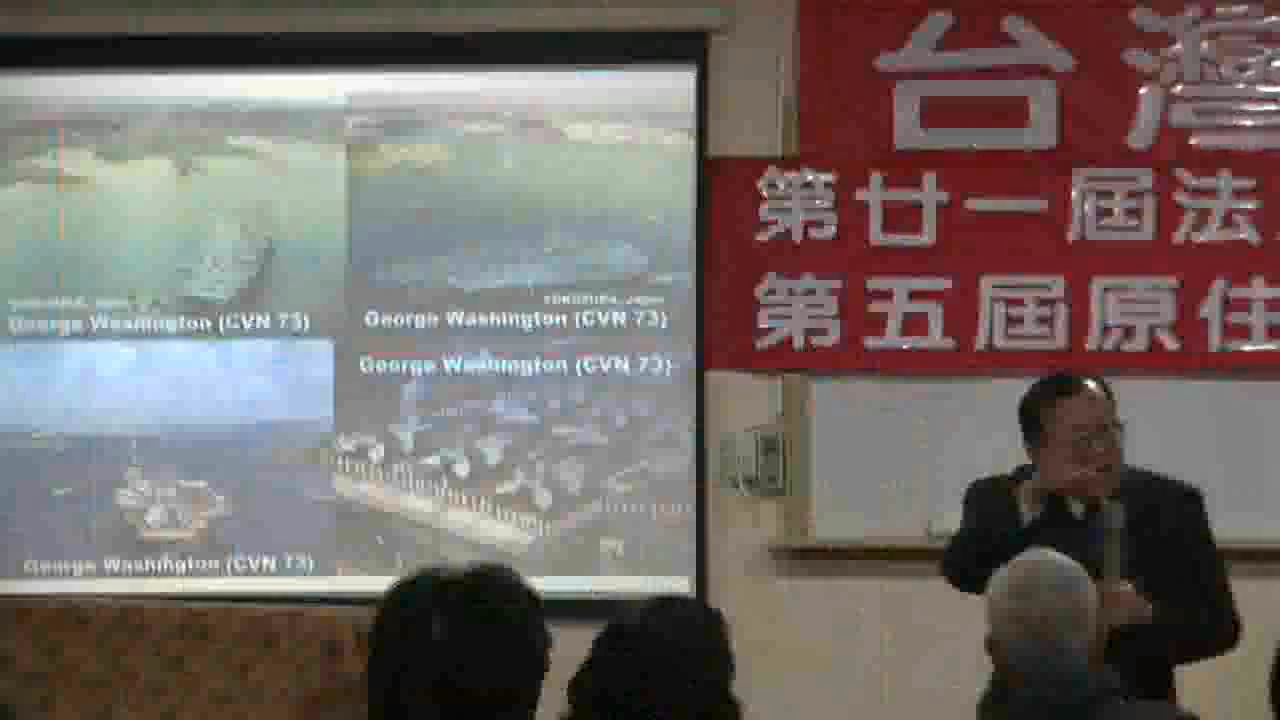 George Washington (CVN 73)
YOKOSUKA, Japan
George Washington (CVN 73)
George Washington (CVN 73)
George Washington (CVN 73)
台灣
第廿一屆法
第五屆原住